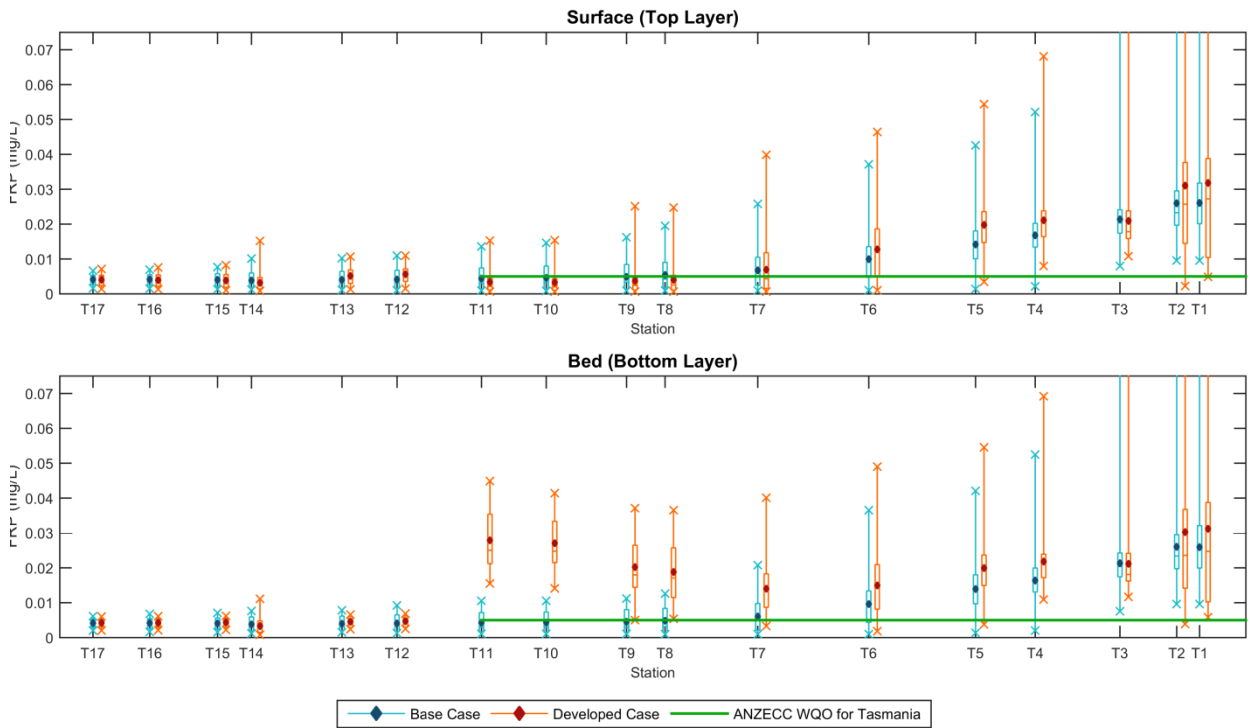 Surface (Top Layer)
0.07
0.06
0.05
0.04
0.03
0.02
0.01
0
FRP (mg/L)
T17 T16 T15 T14 T13 T12 T11 T10 T9 T8 T7 T6 T5 T4 T3 T2 T1
Station
Bed (Bottom Layer)
0.07
0.06
0.05
0.04
0.03
0.02
0.01
0
FRP (mg/L)
T17 T16 T15 T14 T13 T12 T11 T10 T9 T8 T7 T6 T5 T4 T3 T2 T1
Station
Base Case Developed Case ANZECC WQO for Tasmania